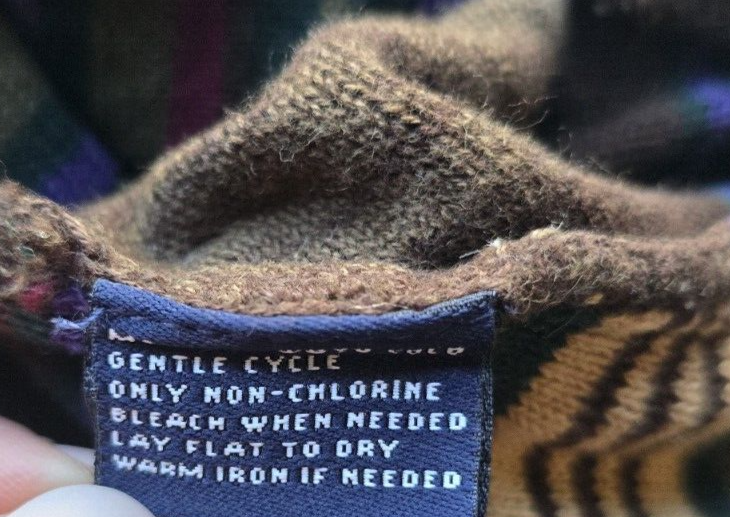 GENTLE CYCLE
ONLY NON-CHLORINE
BLEACH WHEN NEEDED
LAY FLAT TO DRY
WARM IRON IF NEEDED